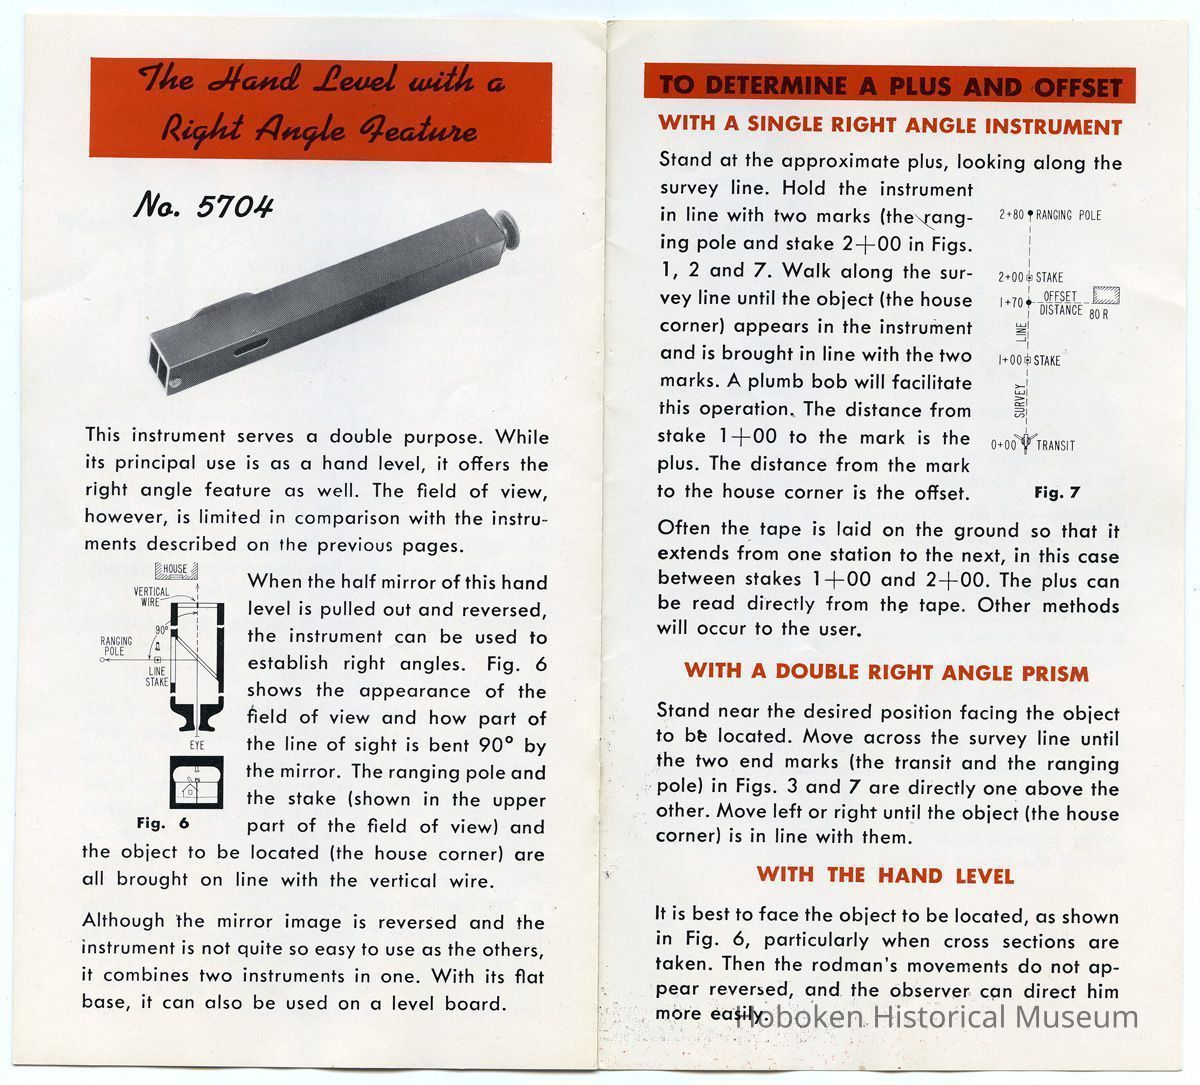 The Hand Level with a
Right Angle Feature
No. 5704
This instrument serves a double purpose. While
its principal use is as a hand level, it offers the
right angle feature as well. The field of view,
however, is limited in comparison with the instru-
ments described on the previous pages.
HOUSE
VERTICAL
WIRE
90°
RANGING
POLE
LINE
STAKE
EYE
Fig. 6
When the half mirror of this hand
level is pulled out and reversed,
the instrument can be used to
establish right angles. Fig. 6
shows the appearance of the
field of view and how part of
the line of sight is bent 90° by
the mirror. The ranging pole and
the stake (shown in the upper
part of the field of view) and
the object to be located (the house corner) are
all brought on line with the vertical wire.
Although the mirror image is reversed and the
instrument is not quite so easy to use as the others,
it combines two instruments in one. With its flat
base, it can also be used on a level board.
TO DETERMINE A PLUS AND OFFSET
WITH A SINGLE RIGHT ANGLE INSTRUMENT
Stand at the approximate plus, looking along the
survey line. Hold the instrument
in line with two marks (the rang-
ing pole and stake 2+00 in Figs.
1, 2 and 7. Walk along the sur-
vey line until the object (the house
corner) appears in the instrument
and is brought in line with the two
marks. A plumb bob will facilitate
this operation. The distance from
stake 1+00 to the mark is the
plus. The distance from the mark
to the house corner is the offset.
2+80 RANGING POLE
2+00 STAKE
1+70 OFFSET
DISTANCE 80 R
LINE
1+00 STAKE
SURVEY
0+00 TRANSIT
Fig. 7
Often the tape is laid on the ground so that it
extends from one station to the next, in this case
between stakes 1+00 and 2+00. The plus can
be read directly from the tape. Other methods
will occur to the user.
WITH A DOUBLE RIGHT ANGLE PRISM
Stand near the desired position facing the object
to be located. Move across the survey line until
the two end marks (the transit and the ranging
pole) in Figs. 3 and 7 are directly one above the
other. Move left or right until the object (the house
corner) is in line with them.
WITH THE HAND LEVEL
It is best to face the object to be located, as shown
in Fig. 6, particularly when cross sections are
taken. Then the rodman's movements do not ap-
pear reversed, and the observer can direct him
more easily.
Hoboken Historical Museum